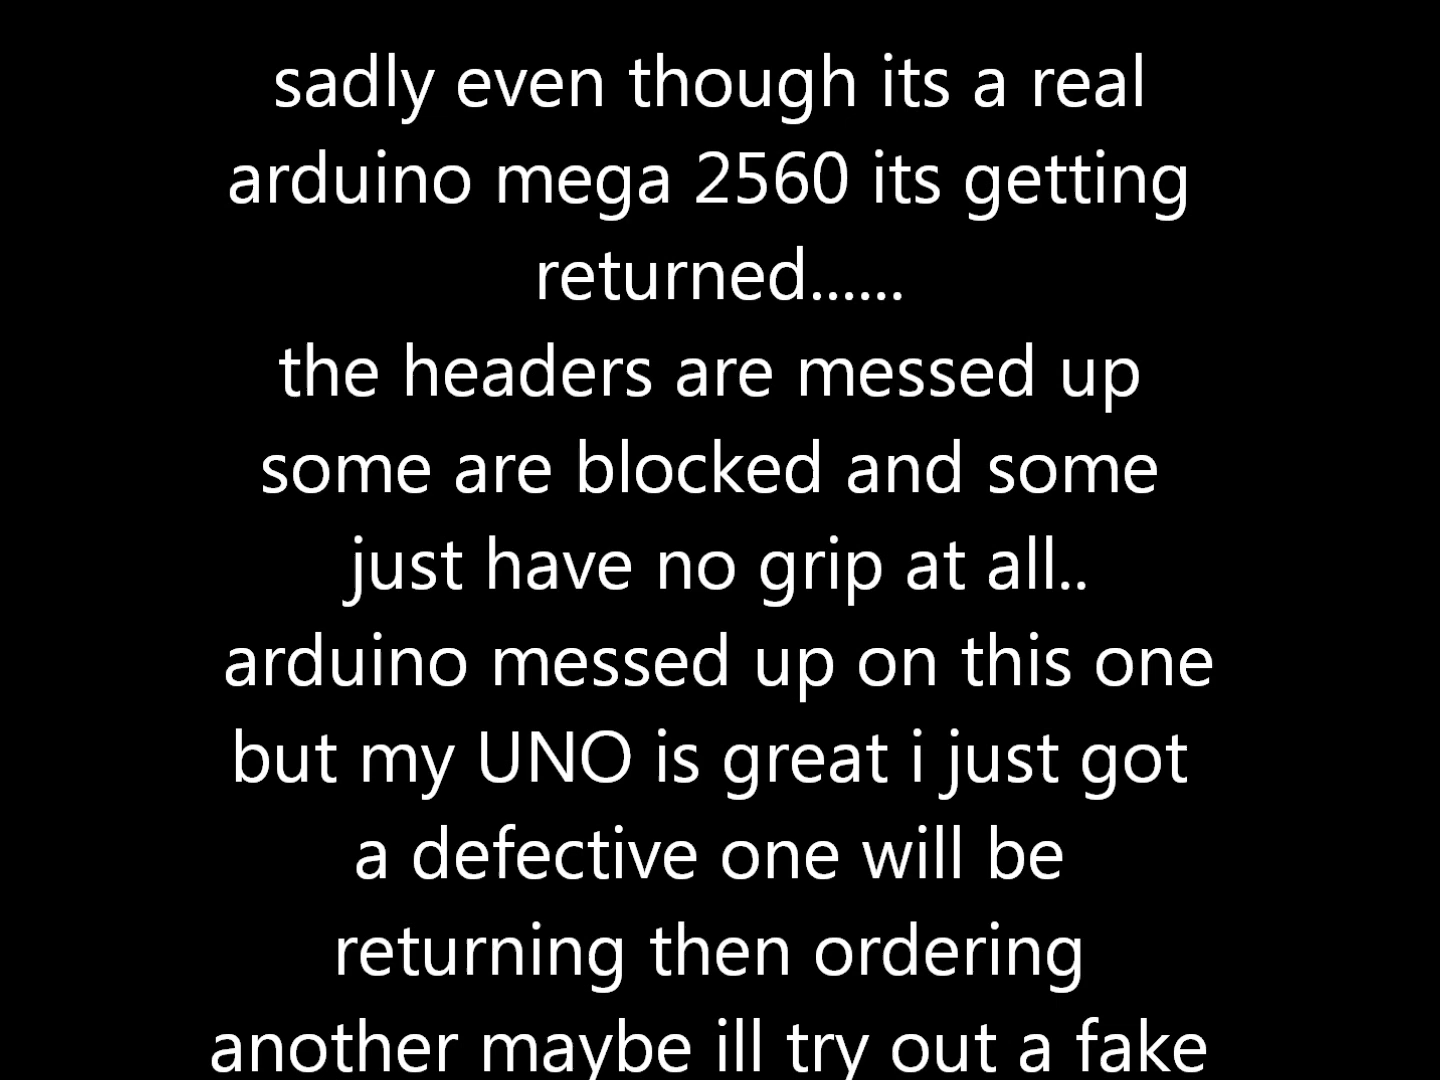 sadly even though its a real
arduino mega 2560 its getting
returned......
the headers are messed up
some are blocked and some
just have no grip at all..
arduino messed up on this one
but my UNO is great i just got
a defective one will be
returning then ordering
another maybe ill try out a fake